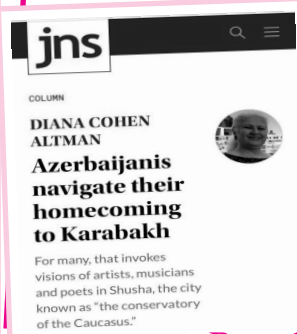 jns
COLUMN
DIANA COHEN
ALTMAN
Azerbaijanis
navigate their
homecoming
to Karabakh
For many, that invokes
visions of artists, musicians
and poets in Shusha, the city
known as “the conservatory
of the Caucasus.”